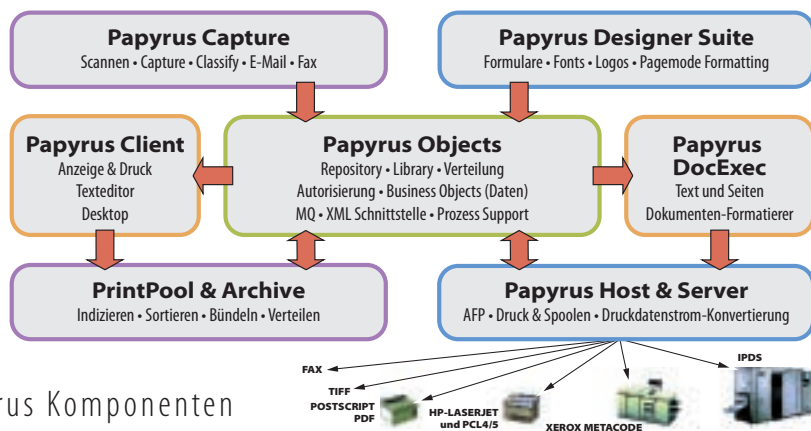 Papyrus Capture
Scannen • Capture • Classify • E-Mail • Fax
Papyrus Designer Suite
Formulare • Fonts • Logos • Pagemode Formatting
Papyrus Client
Anzeige & Druck
Texteditor
Desktop
Papyrus Objects
Repository • Library • Verteilung
Autorisierung • Business Objects (Daten)
MQ • XML Schnittstelle • Prozess Support
Papyrus
DocExec
Text und Seiten
Dokumenten-Formatierer
PrintPool & Archive
Indizieren • Sortieren • Bündeln • Verteilen
Papyrus Host & Server
AFP • Druck & Spoolen • Druckdatenstrom-Konvertierung
FAX
TIFF
POSTSCRIPT
PDF
HP-LASERJET
und PCL4/5
XEROX METACODE
IPDS
rus Komponenten